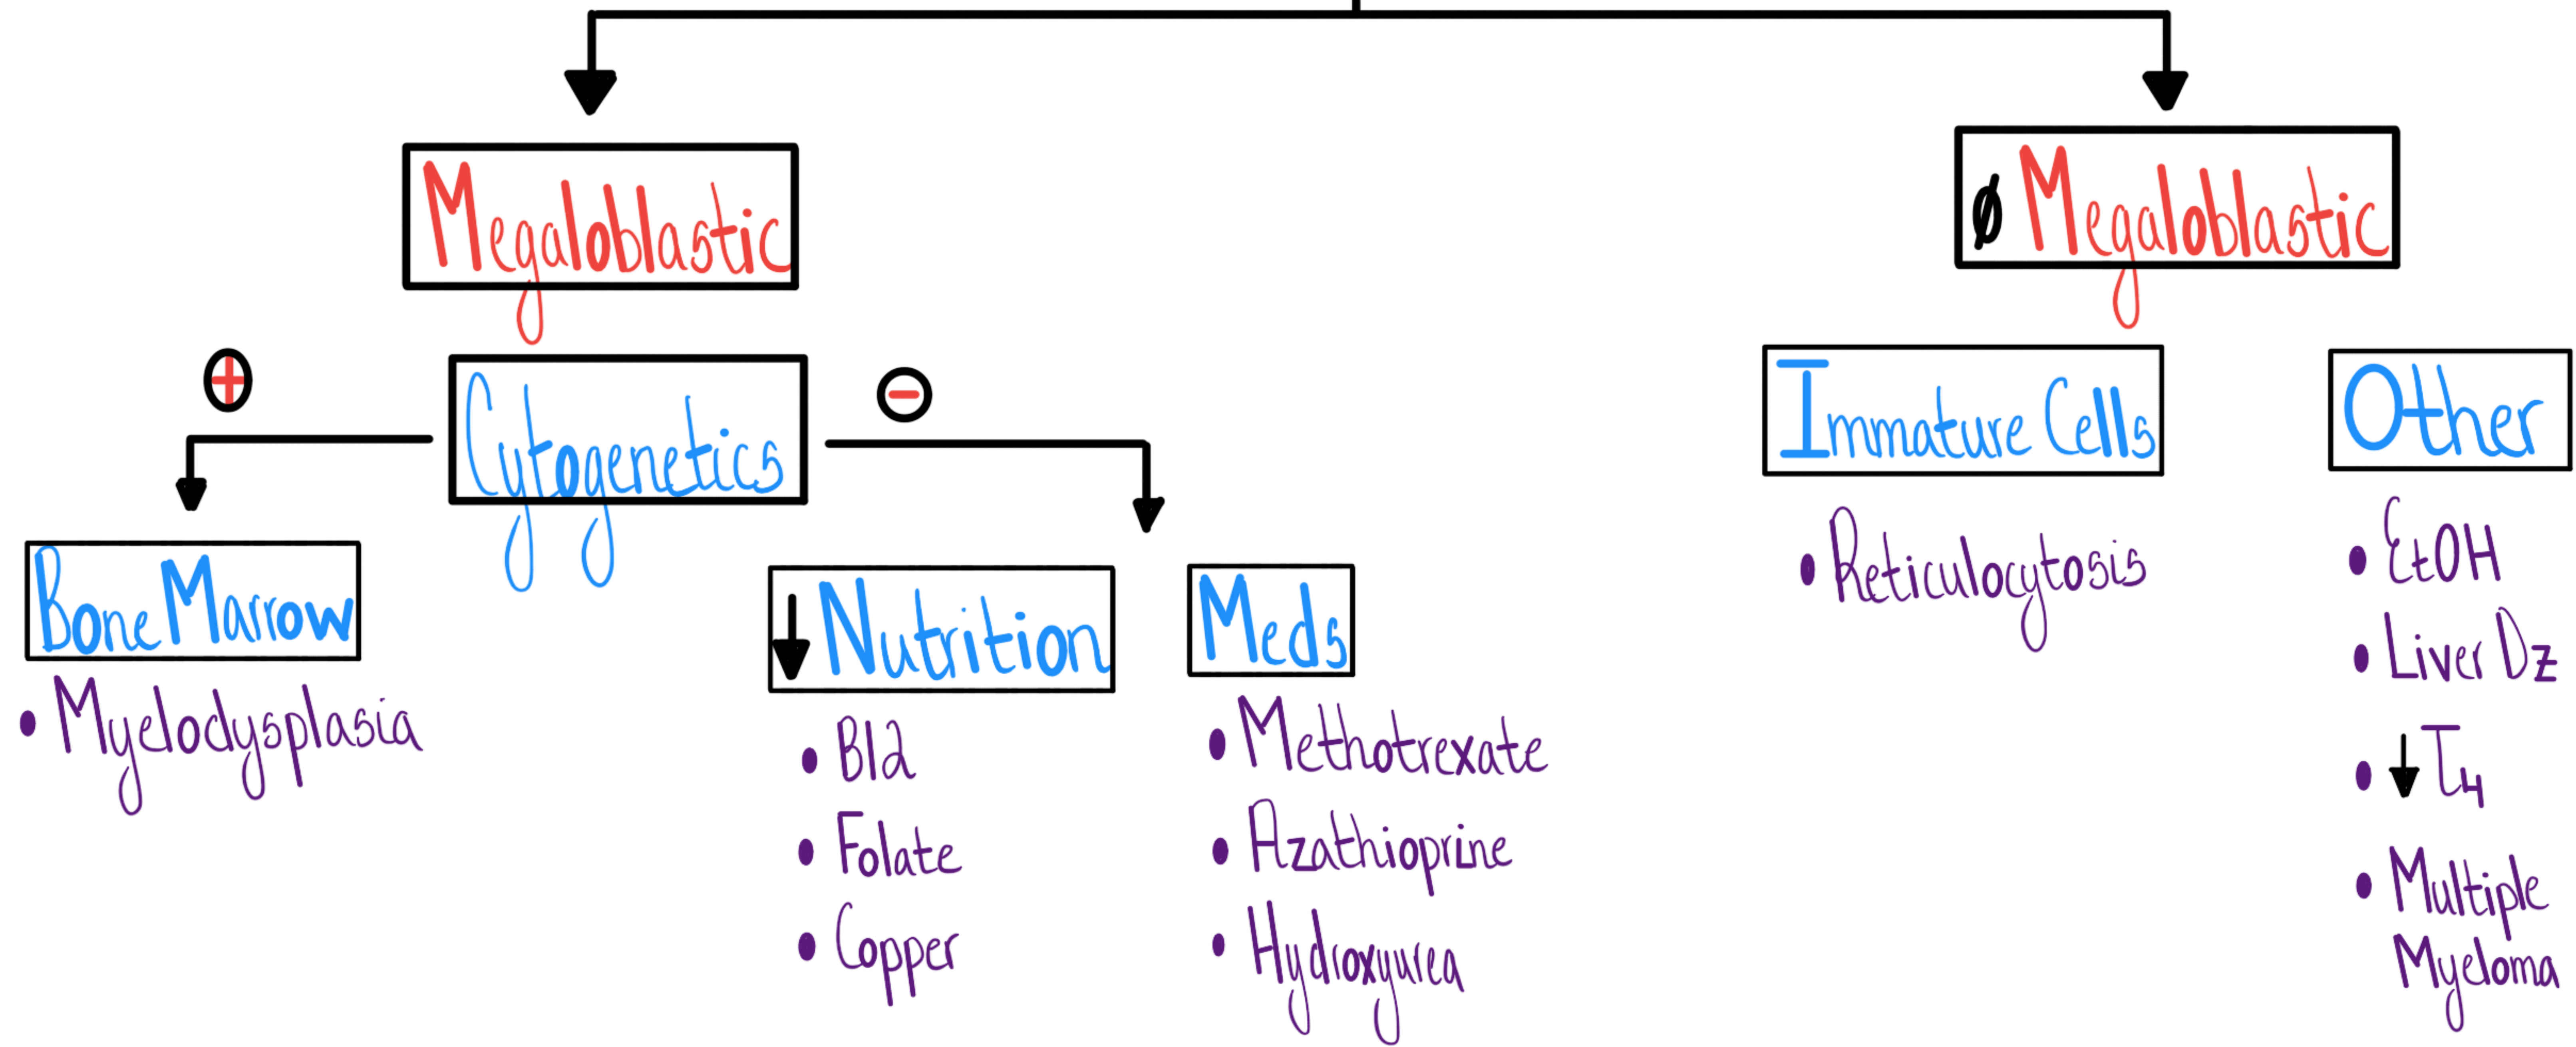 Megaloblastic
Ø Megaloblastic
+
Cytogenetics
−
Immature Cells
Other
Bone Marrow
• Myelodysplasia
↓ Nutrition
• B12
• Folate
• Copper
Meds
• Methotrexate
• Azathioprine
• Hydroxyurea
• Reticulocytosis
• EtOH
• Liver Dz
• ↓ T4
• Multiple
Myeloma